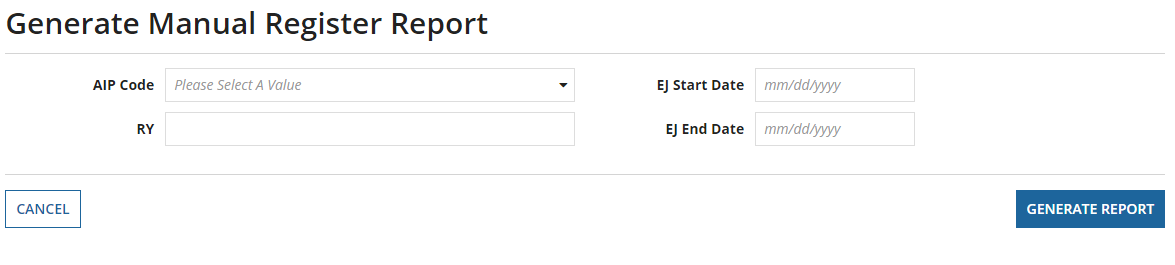 Generate Manual Register Report
AIP Code Please Select A Value EJ Start Date mm/dd/yyyy
RY EJ End Date mm/dd/yyyy
CANCEL GENERATE REPORT